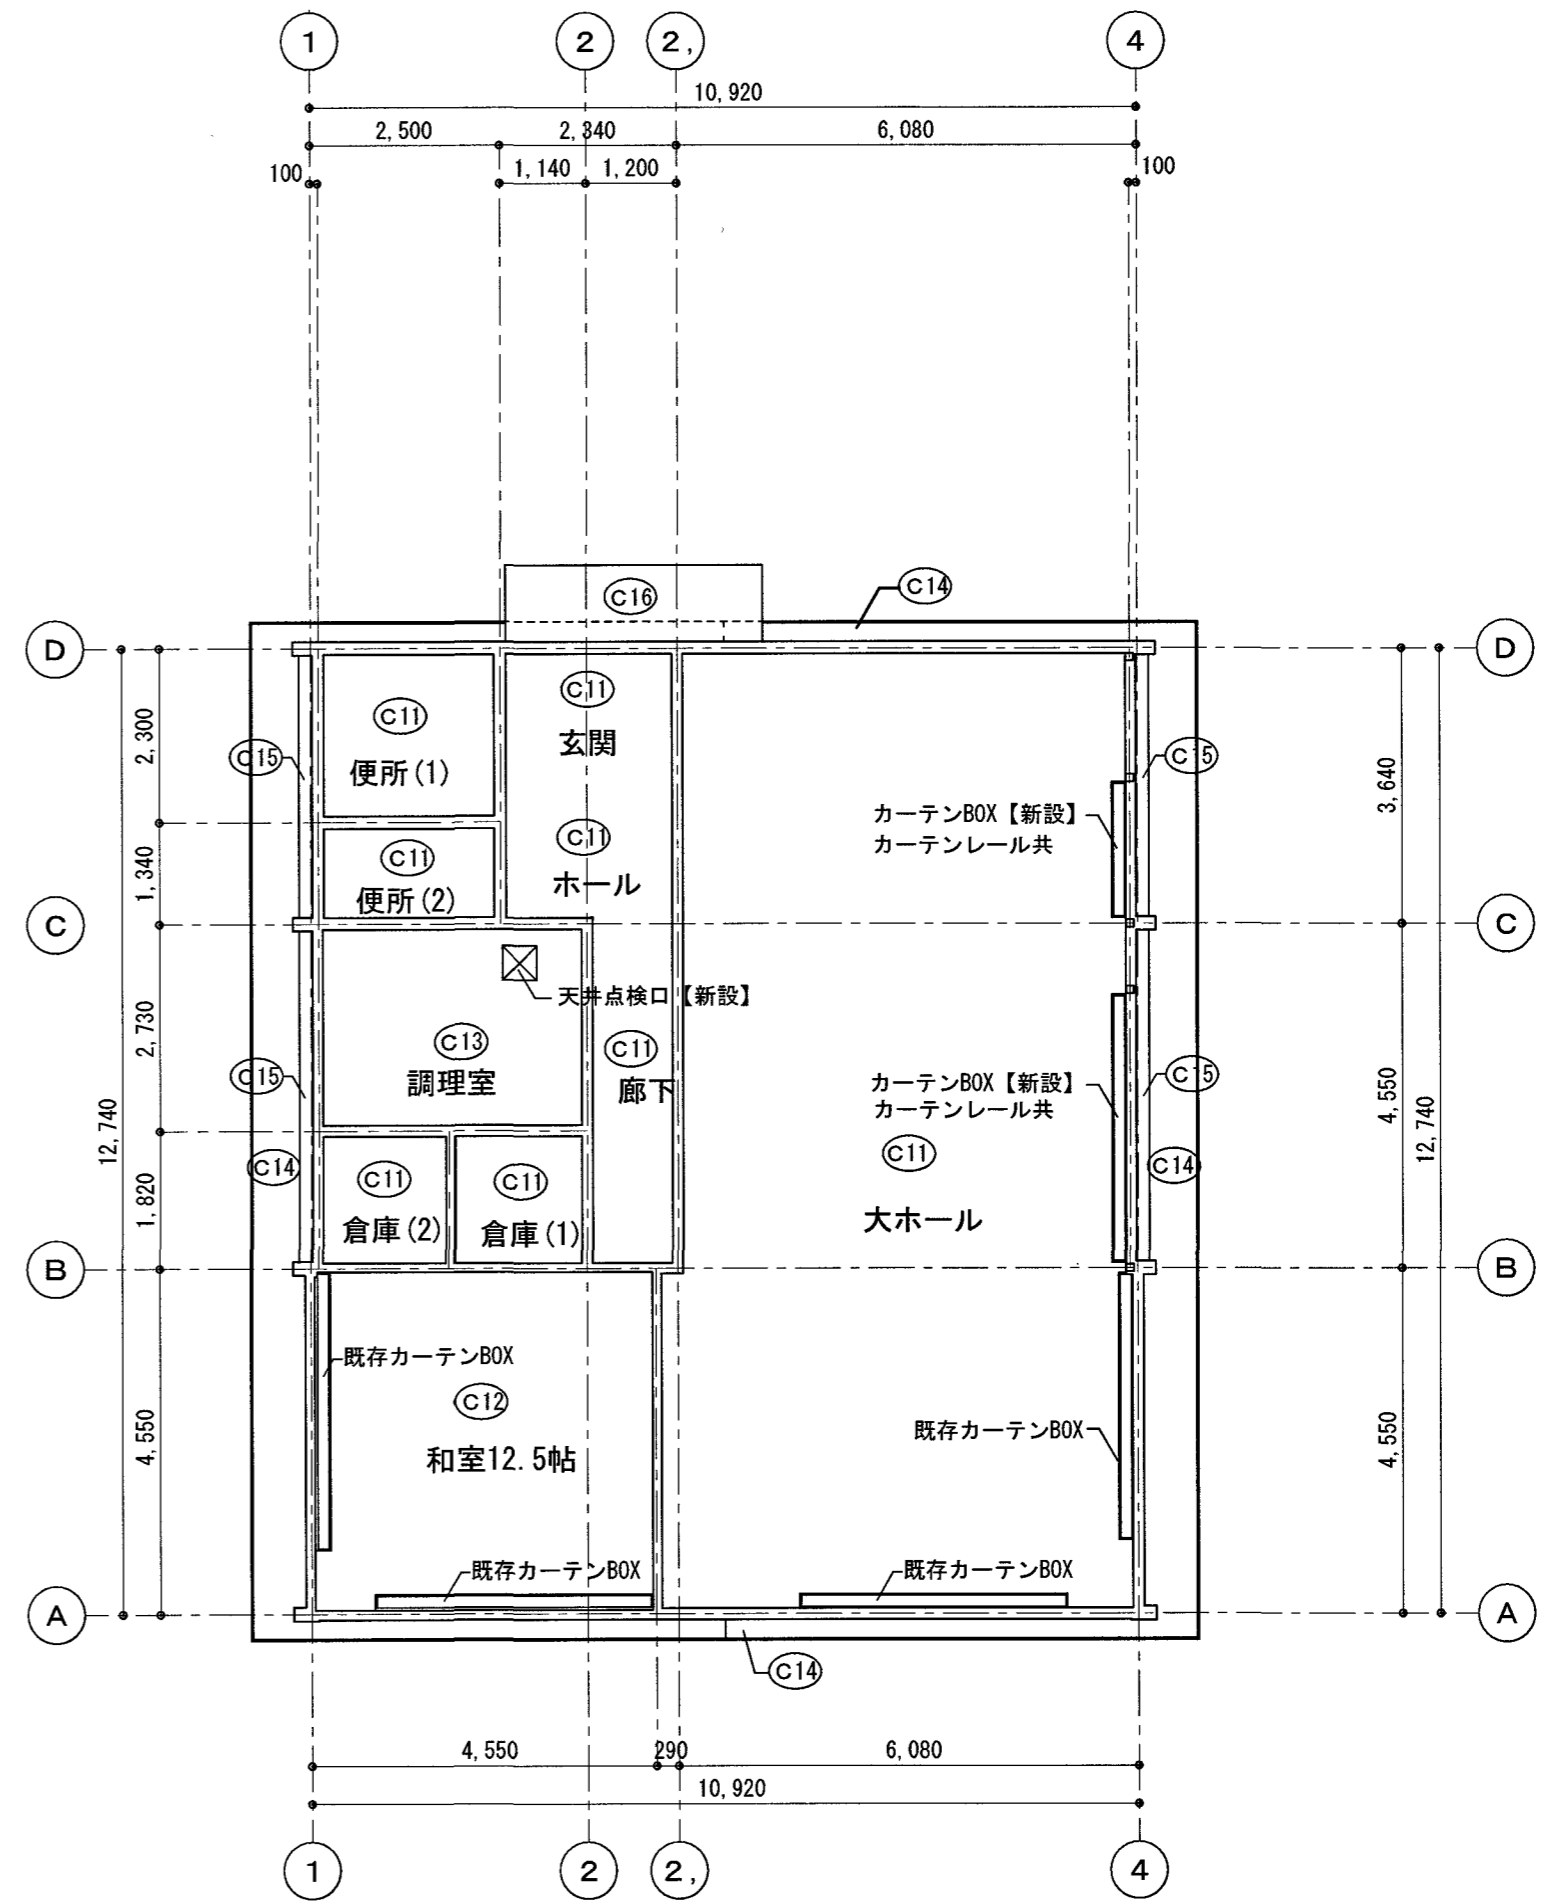 1
2
2,
4
10,920
2,500
2,340
6,080
100
1,140
1,200
100
C16
C14
D
D
C11
C11
2,300
玄関
C15
C15
便所(1)
3,640
カーテンBOX【新設】
カーテンレール共
C11
C11
1,340
ホール
便所(2)
C
C
天井点検口【新設】
2,730
C13
C11
調理室
廊下
C15
C15
カーテンBOX【新設】
カーテンレール共
4,550
12,740
12,740
C14
C14
C11
C11
C11
1,820
倉庫(2)
倉庫(1)
大ホール
B
B
既存カーテンBOX
C12
4,550
既存カーテンBOX
4,550
和室12.5帖
既存カーテンBOX
既存カーテンBOX
A
A
C14
4,550
290
6,080
10,920
1
2
2,
4